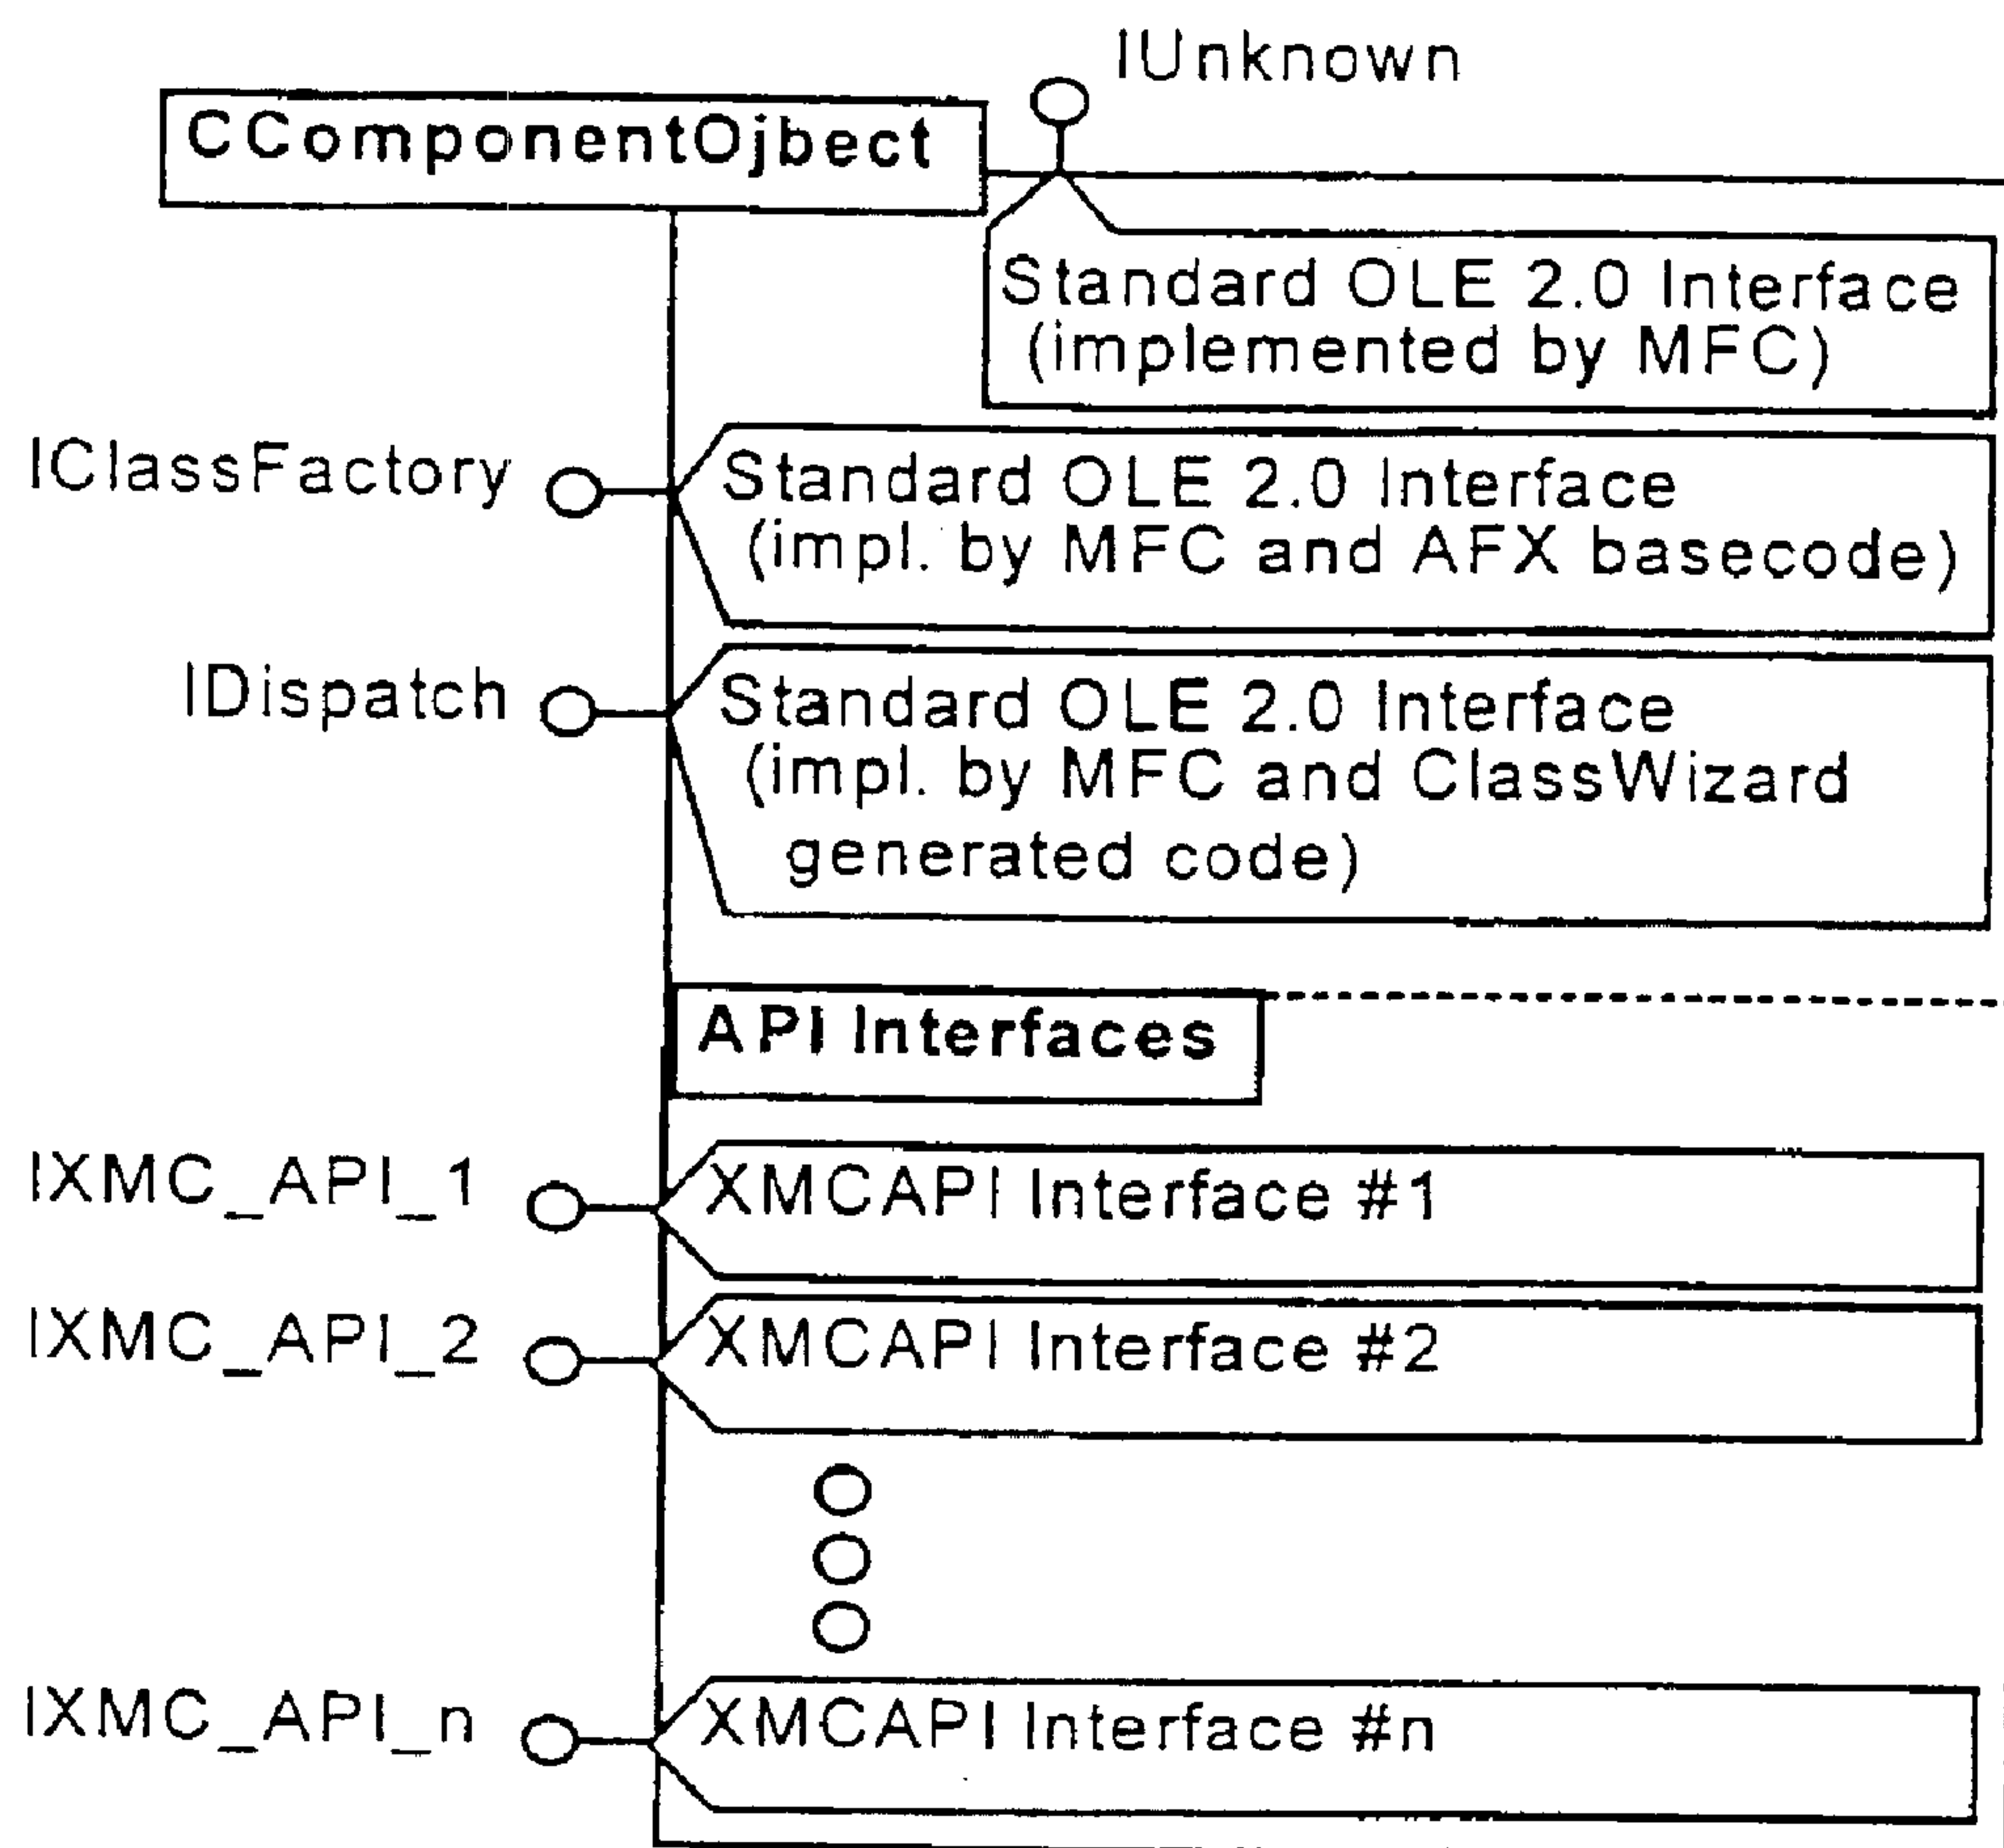 IUnknown
CComponentOjbect
Standard OLE 2.0 Interface
(implemented by MFC)
IClassFactory
Standard OLE 2.0 Interface
(impl. by MFC and AFX basecode)
IDispatch
Standard OLE 2.0 Interface
(impl. by MFC and ClassWizard
generated code)
API Interfaces
IXMC_API_1
XMCAPI Interface #1
IXMC_API_2
XMCAPI Interface #2
IXMC_API_n
XMCAPI Interface #n